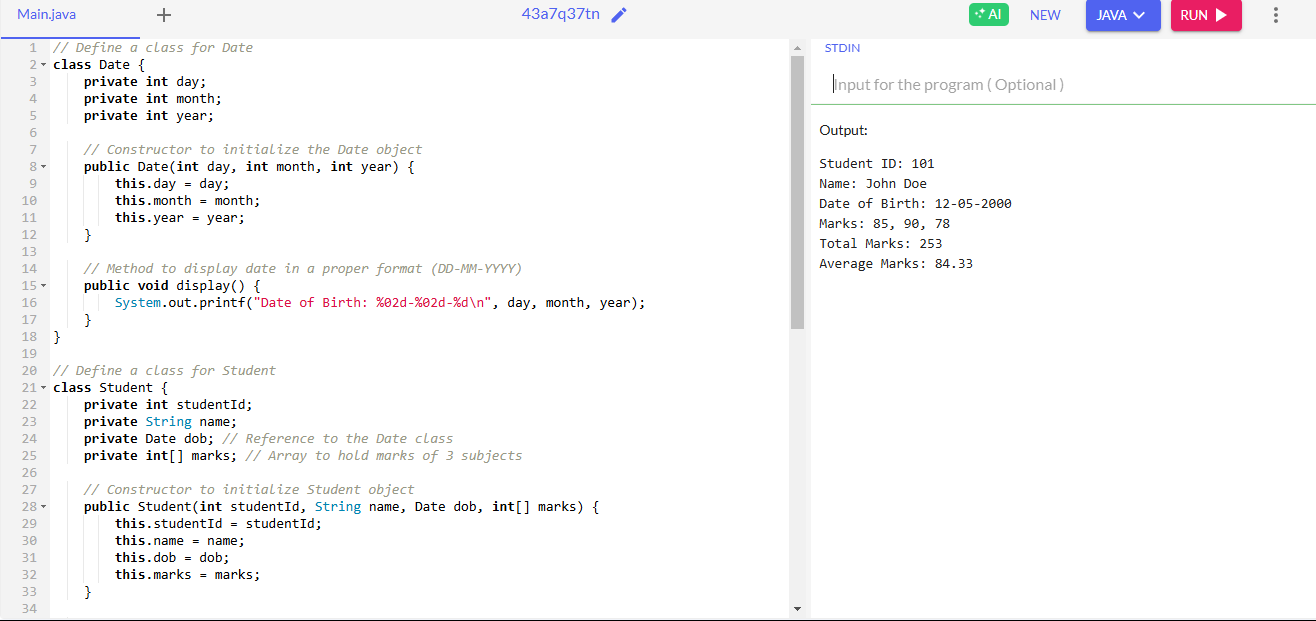 Main.java +
43a7q37tn
AI
NEW
JAVA
RUN
1 // Define a class for Date
2 class Date {
3     private int day;
4     private int month;
5     private int year;
6
7     // Constructor to initialize the Date object
8     public Date(int day, int month, int year) {
9         this.day = day;
10         this.month = month;
11         this.year = year;
12     }
13
14     // Method to display date in a proper format (DD-MM-YYYY)
15     public void display() {
16         System.out.printf("Date of Birth: %02d-%02d-%d\n", day, month, year);
17     }
18 }
19
20 // Define a class for Student
21 class Student {
22     private int studentId;
23     private String name;
24     private Date dob; // Reference to the Date class
25     private int[] marks; // Array to hold marks of 3 subjects
26
27     // Constructor to initialize Student object
28     public Student(int studentId, String name, Date dob, int[] marks) {
29         this.studentId = studentId;
30         this.name = name;
31         this.dob = dob;
32         this.marks = marks;
33     }
34
STDIN
Input for the program ( Optional )
Output:
Student ID: 101
Name: John Doe
Date of Birth: 12-05-2000
Marks: 85, 90, 78
Total Marks: 253
Average Marks: 84.33